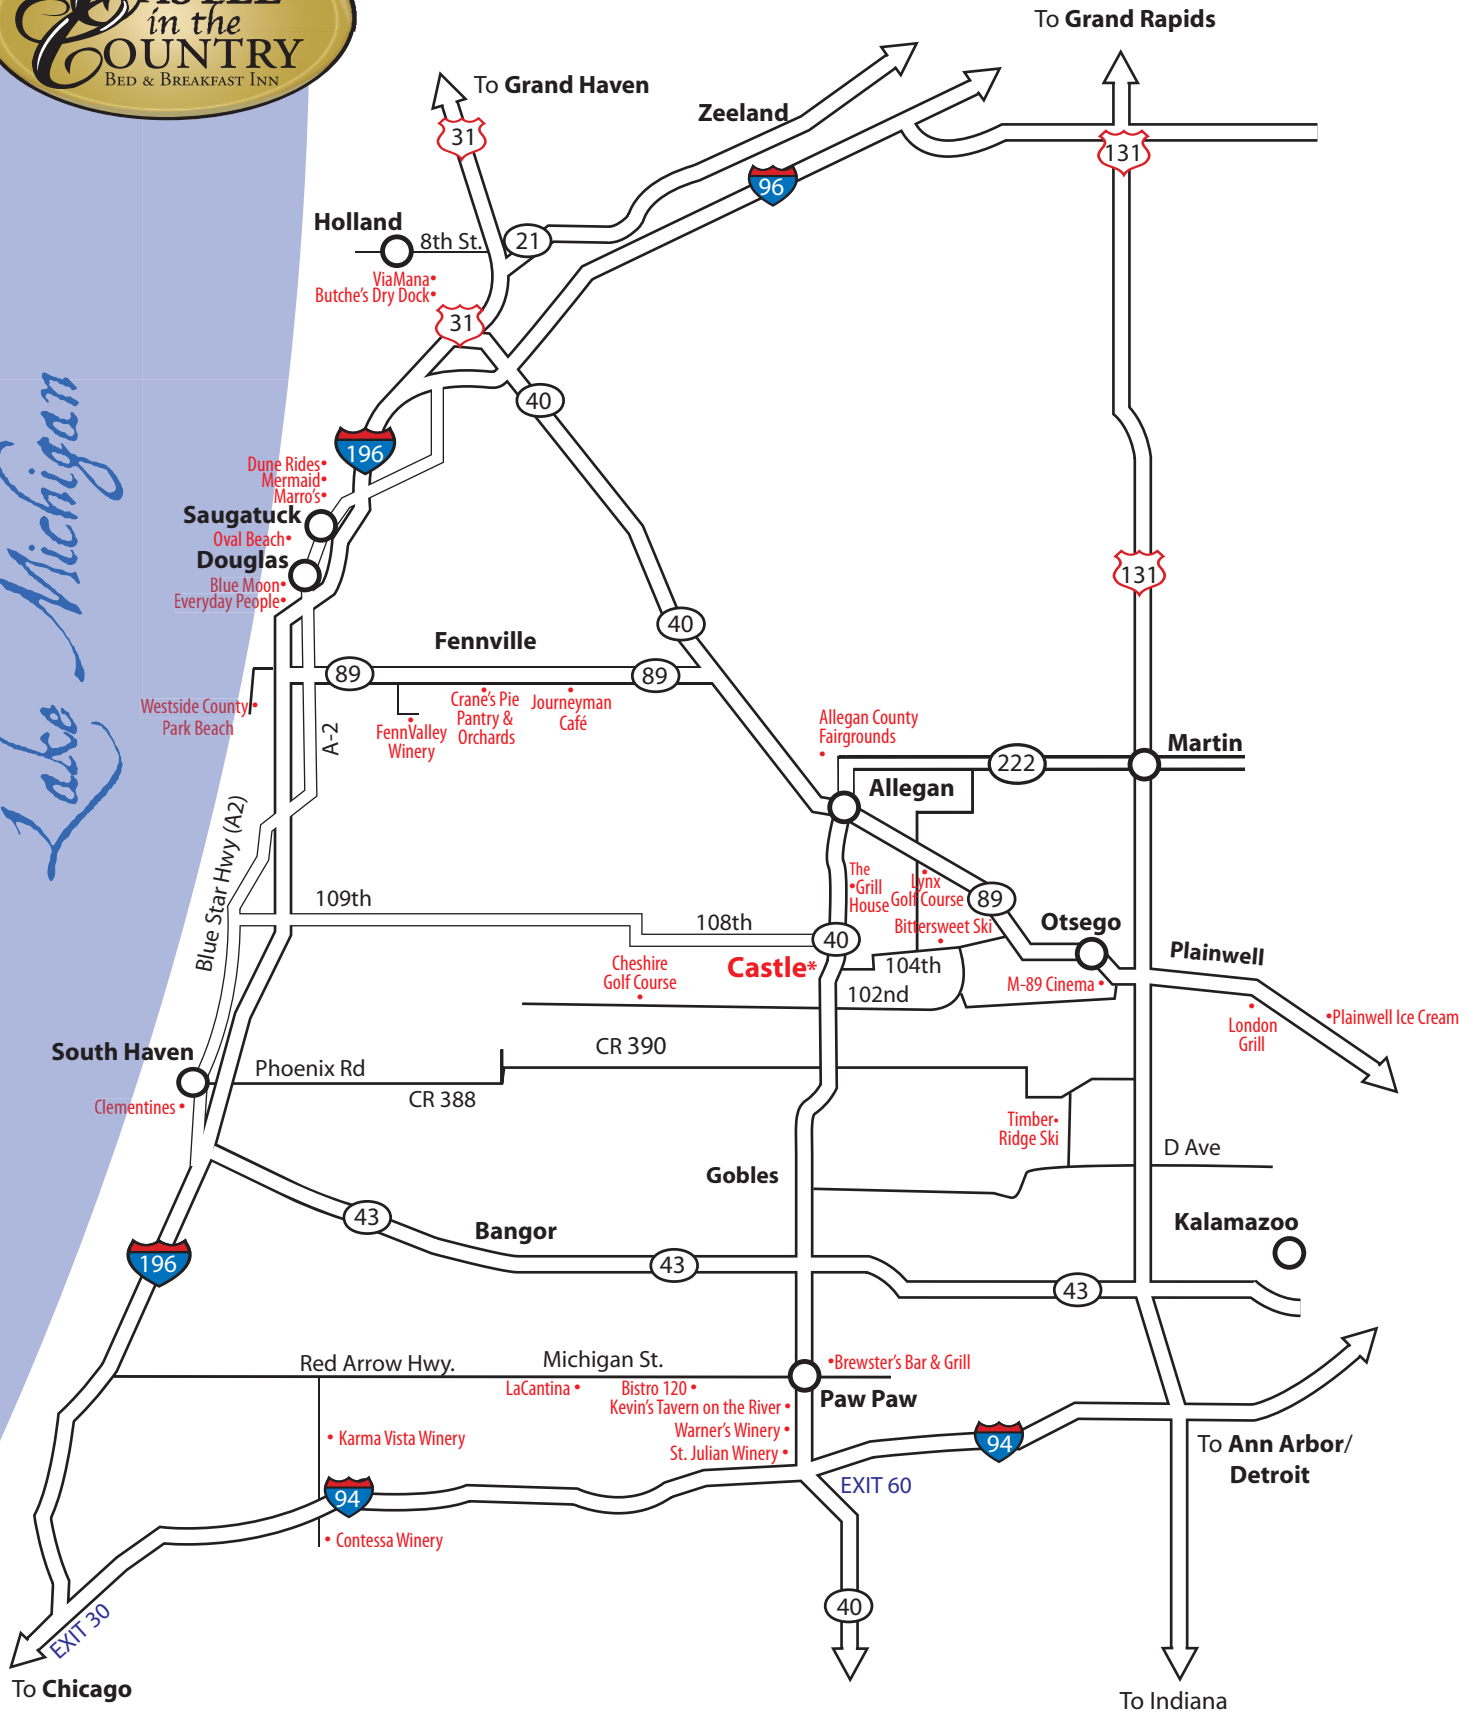 in the
COUNTRY
BED & BREAKFAST INN
To Grand Rapids
To Grand Haven
Zeeland
31
131
96
Holland
8th St.
21
ViaMana
Butche's Dry Dock
31
40
Lake Michigan
196
Dune Rides
Mermaid
Marro's
Saugatuck
Oval Beach
Douglas
Blue Moon
Everyday People
131
40
Fennville
89
89
Westside County
Park Beach
A-2
FennValley
Winery
Crane's Pie
Pantry &
Orchards
Journeyman
Café
Allegan County
Fairgrounds
222
Martin
Allegan
Blue Star Hwy (A2)
109th
108th
The
Grill
House
Lynx
Golf Course
89
Bittersweet Ski
40
Otsego
Plainwell
Castle*
104th
102nd
Cheshire
Golf Course
M-89 Cinema
London
Grill
Plainwell Ice Cream
South Haven
Phoenix Rd
CR 390
CR 388
Clementines
Timber
Ridge Ski
D Ave
Gobles
Kalamazoo
43
Bangor
43
43
196
Red Arrow Hwy.
Michigan St.
Brewster's Bar & Grill
LaCantina
Bistro 120
Kevin's Tavern on the River
Paw Paw
Warner's Winery
St. Julian Winery
Karma Vista Winery
94
94
To Ann Arbor/
Detroit
EXIT 60
Contessa Winery
40
EXIT 30
To Chicago
To Indiana